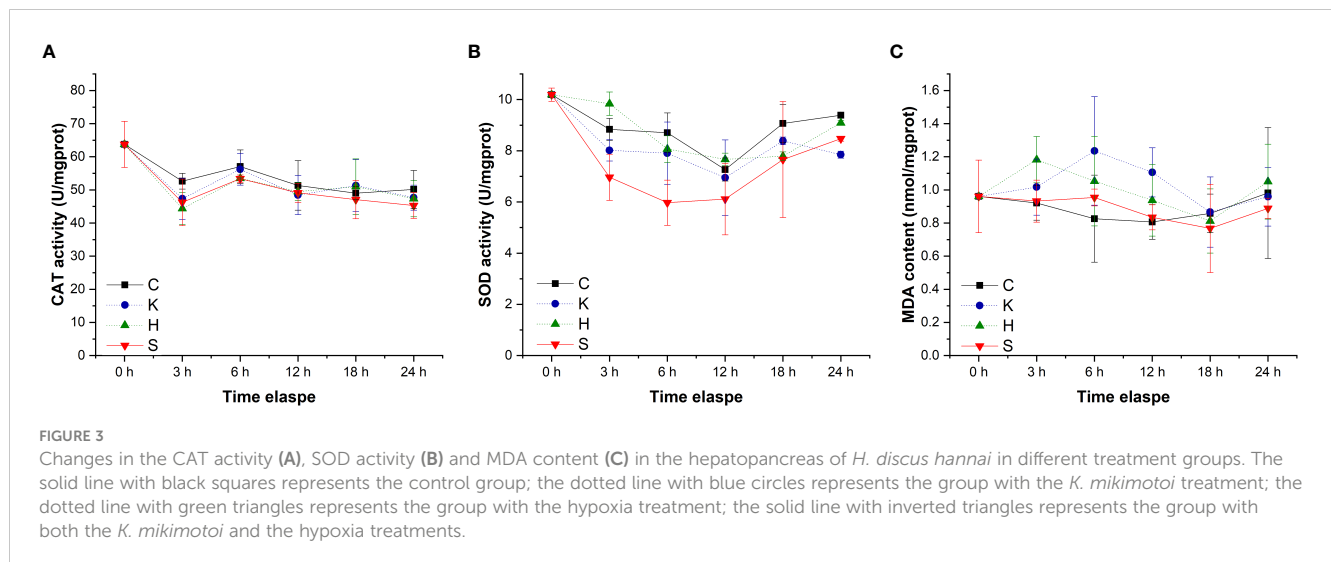 A
B
C
80
70
60
50
40
30
20
10
0
CAT activity (U/mgprot)
C
K
H
S
0 h
3 h
6 h
12 h
18 h
24 h
Time elaspe
10
8
6
4
2
0
SOD activity (U/mgprot)
C
K
H
S
0 h
3 h
6 h
12 h
18 h
24 h
Time elaspe
1.6
1.4
1.2
1.0
0.8
0.6
0.4
0.2
0.0
MDA content (nmol/mgprot)
C
K
H
S
0 h
3 h
6 h
12 h
18 h
24 h
Time elaspe
FIGURE 3
Changes in the CAT activity (A), SOD activity (B) and MDA content (C) in the hepatopancreas of H. discus hannai in different treatment groups. The
solid line with black squares represents the control group; the dotted line with blue circles represents the group with the K. mikimotoi treatment; the
dotted line with green triangles represents the group with the hypoxia treatment; the solid line with inverted triangles represents the group with
both the K. mikimotoi and the hypoxia treatments.